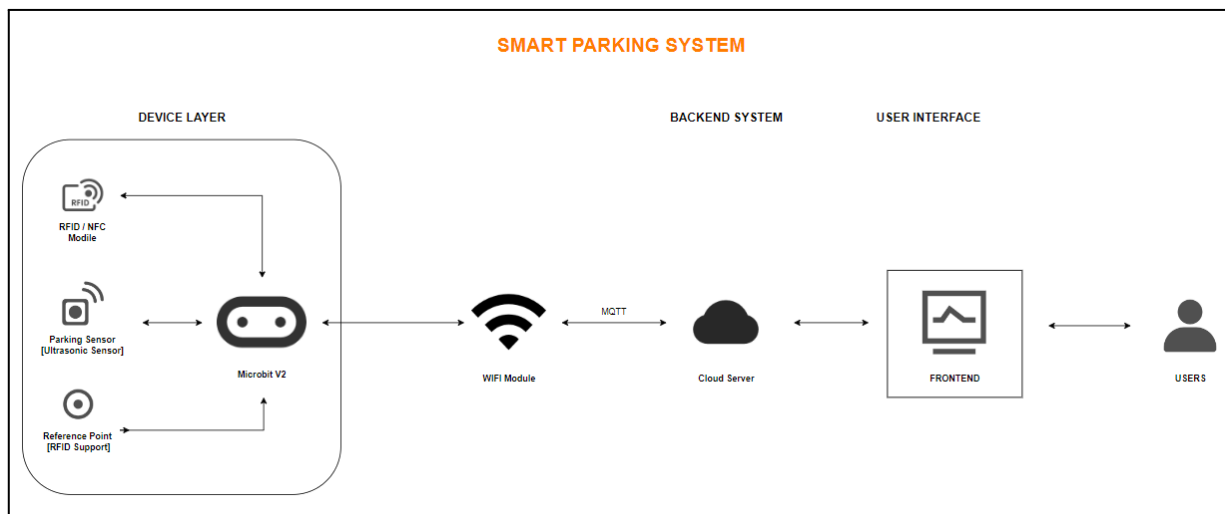 SMART PARKING SYSTEM
DEVICE LAYER
BACKEND SYSTEM
USER INTERFACE
RFID
RFID / NFC
Modile
Parking Sensor
[Ultrasonic Sensor]
Reference Point
[RFID Support]
Microbit V2
WIFI Module
MQTT
Cloud Server
FRONTEND
USERS